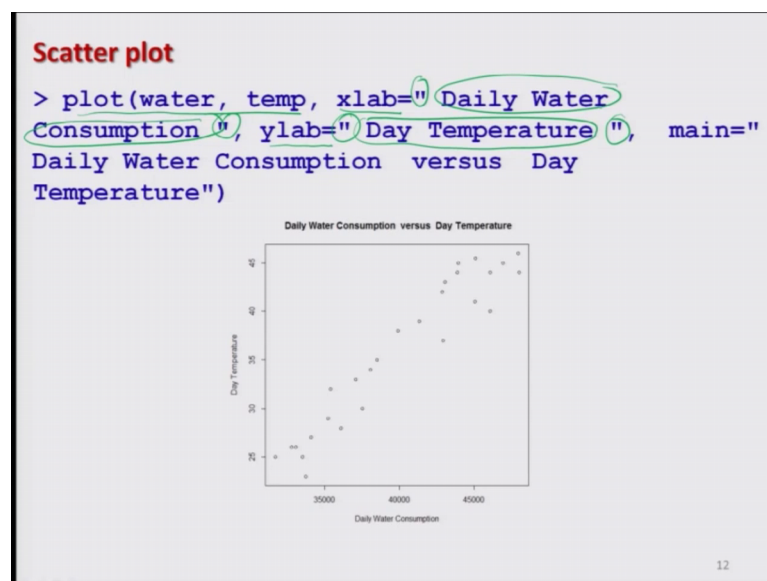 Scatter plot
> plot(water, temp, xlab=" Daily Water
Consumption ", ylab=" Day Temperature ", main="
Daily Water Consumption versus Day
Temperature")
Daily Water Consumption versus Day Temperature
45
40
35
30
25
Day Temperature
35000 40000 45000
Daily Water Consumption
12